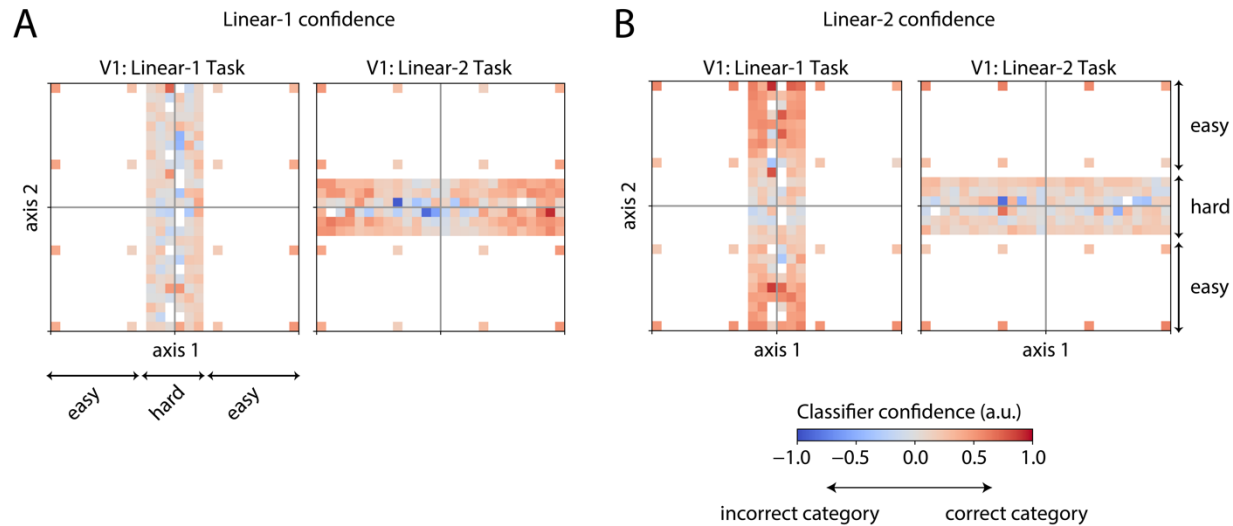 A
Linear-1 confidence
V1: Linear-1 Task
V1: Linear-2 Task
axis 2
axis 1
easy
hard
easy
B
Linear-2 confidence
V1: Linear-1 Task
V1: Linear-2 Task
axis 2
axis 1
axis 1
easy
hard
easy
Classifier confidence (a.u.)
−1.0 −0.5 0.0 0.5 1.0
incorrect category
correct category